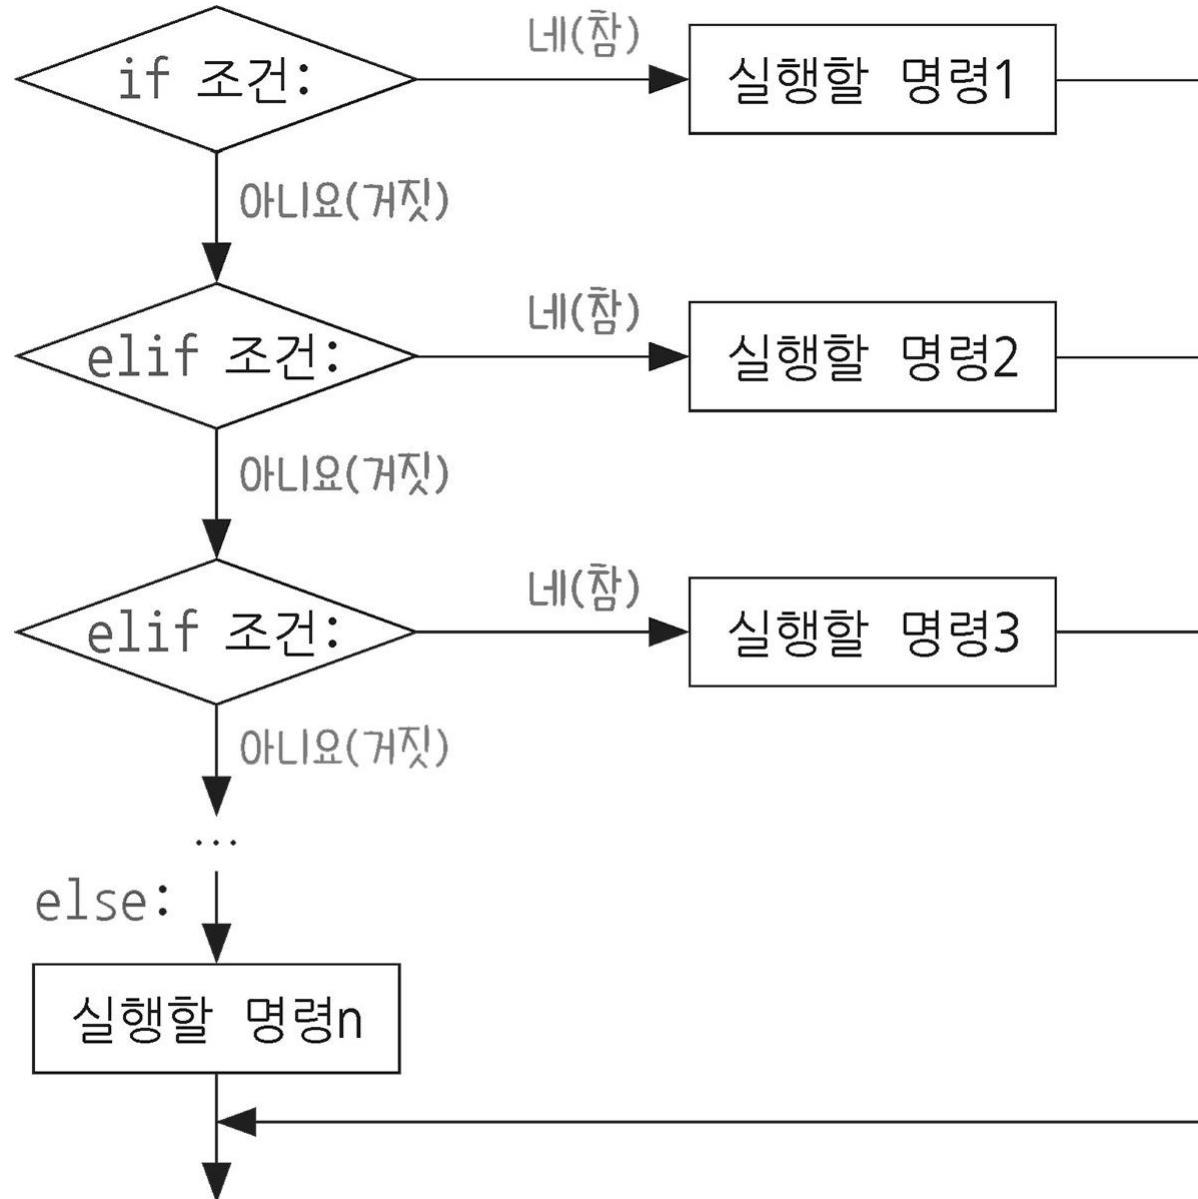 네(참)
if 조건:
실행할 명령1
아니요(거짓)
네(참)
elif 조건:
실행할 명령2
아니요(거짓)
네(참)
elif 조건:
실행할 명령3
아니요(거짓)
...
else:
실행할 명령n